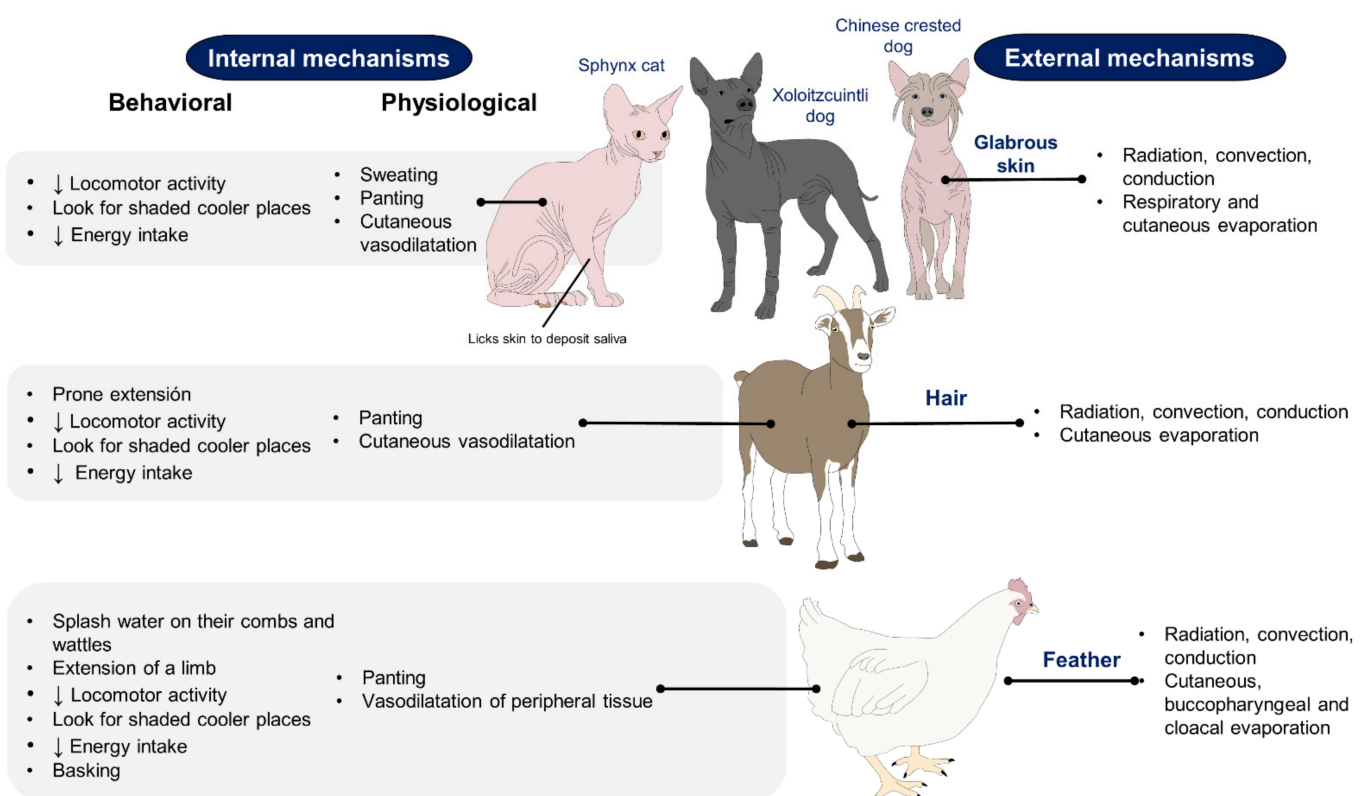 Internal mechanisms
External mechanisms
Behavioral
Physiological
Sphynx cat
Xoloitzcuintli
dog
Chinese crested
dog
• ↓ Locomotor activity
• Look for shaded cooler places
• ↓ Energy intake
• Sweating
• Panting
• Cutaneous
vasodilatation
Licks skin to deposit saliva
Glabrous
skin
• Radiation, convection,
conduction
• Respiratory and
cutaneous evaporation
• Prone extensión
• ↓ Locomotor activity
• Look for shaded cooler places
• ↓ Energy intake
• Panting
• Cutaneous vasodilatation
Hair
• Radiation, convection, conduction
• Cutaneous evaporation
• Splash water on their combs and
wattles
• Extension of a limb
• ↓ Locomotor activity
• Look for shaded cooler places
• ↓ Energy intake
• Basking
• Panting
• Vasodilatation of peripheral tissue
Feather
• Radiation, convection,
conduction
• Cutaneous,
buccopharyngeal and
cloacal evaporation